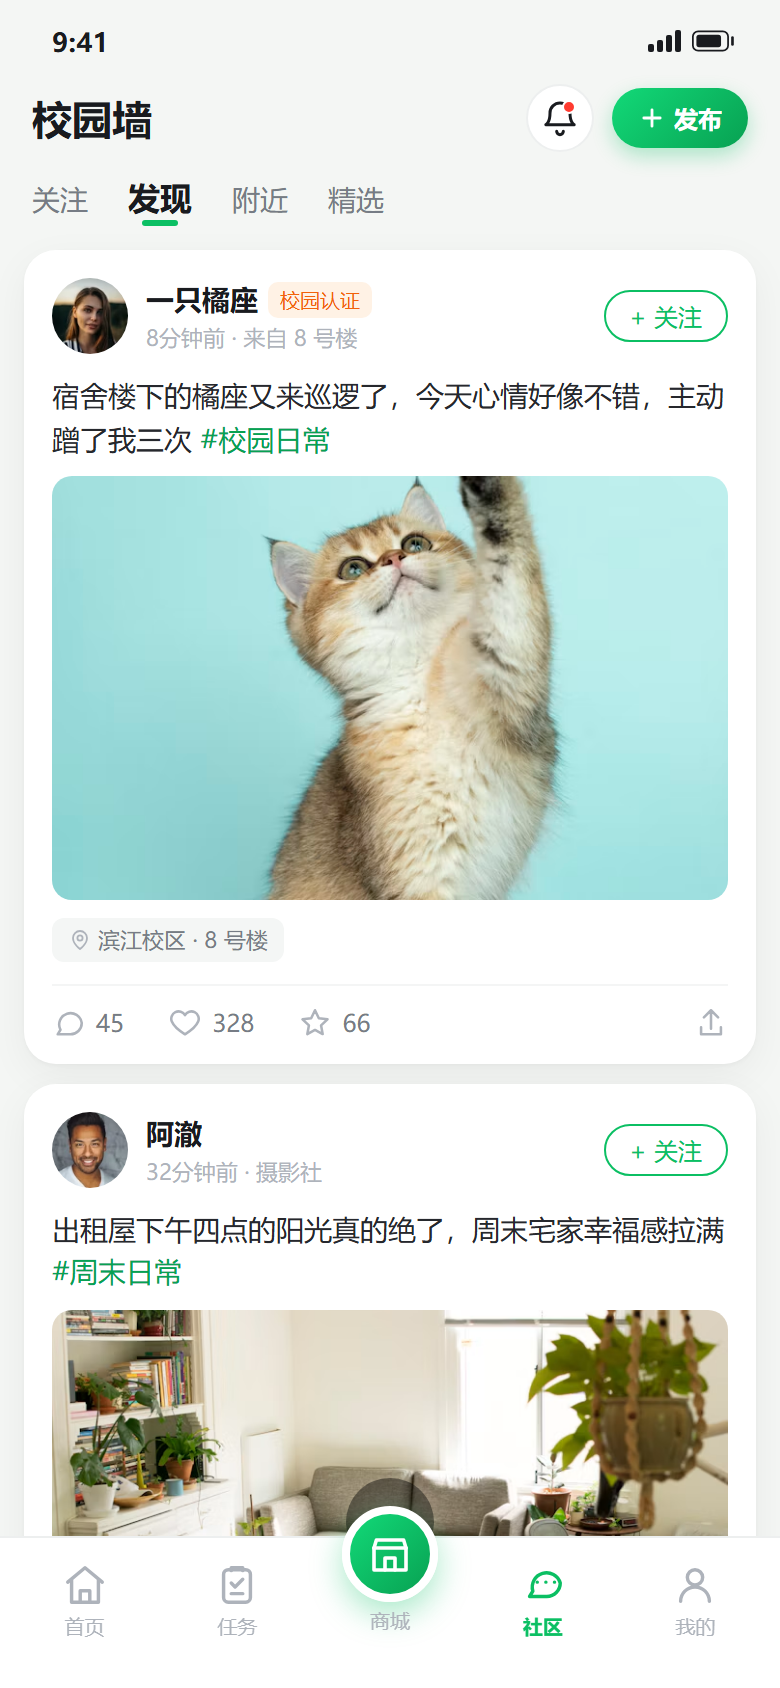 9:41
校园墙
发布
关注 发现 附近 精选
一只橘座 校园认证
8分钟前 · 来自 8 号楼
+ 关注
宿舍楼下的橘座又来巡逻了，今天心情好像不错，主动
蹭了我三次 #校园日常
滨江校区 · 8 号楼
45 328 66
阿澈
32分钟前 · 摄影社
+ 关注
出租屋下午四点的阳光真的绝了，周末宅家幸福感拉满
#周末日常
首页 任务 商城 社区 我的